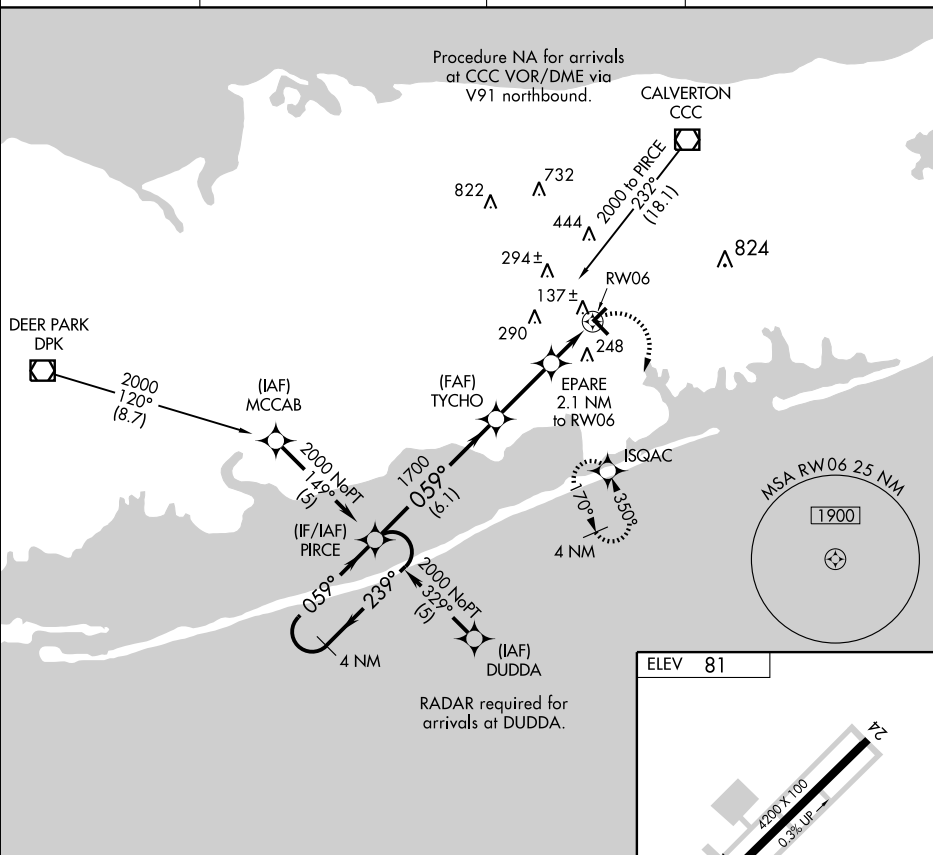 Procedure NA for arrivals
at CCC VOR/DME via
V91 northbound.
CALVERTON
CCC
2000 to PIRCE
232°
(18.1)
822
732
444
294±
824
137±
RW06
290
248
DEER PARK
DPK
2000
120°
(8.7)
(IAF)
MCCAB
(FAF)
TYCHO
EPARE
2.1 NM
to RW06
2000 NoPT
149°
(5)
1700
059°
(6.1)
ISQAC
170°
350°
4 NM
MSA RW06 25 NM
1900
(IF/IAF)
PIRCE
059°
239°
4 NM
2000 NoPT
329°
(5)
(IAF)
DUDDA
RADAR required for
arrivals at DUDDA.
ELEV 81
24
4200 X 100
0.3% UP